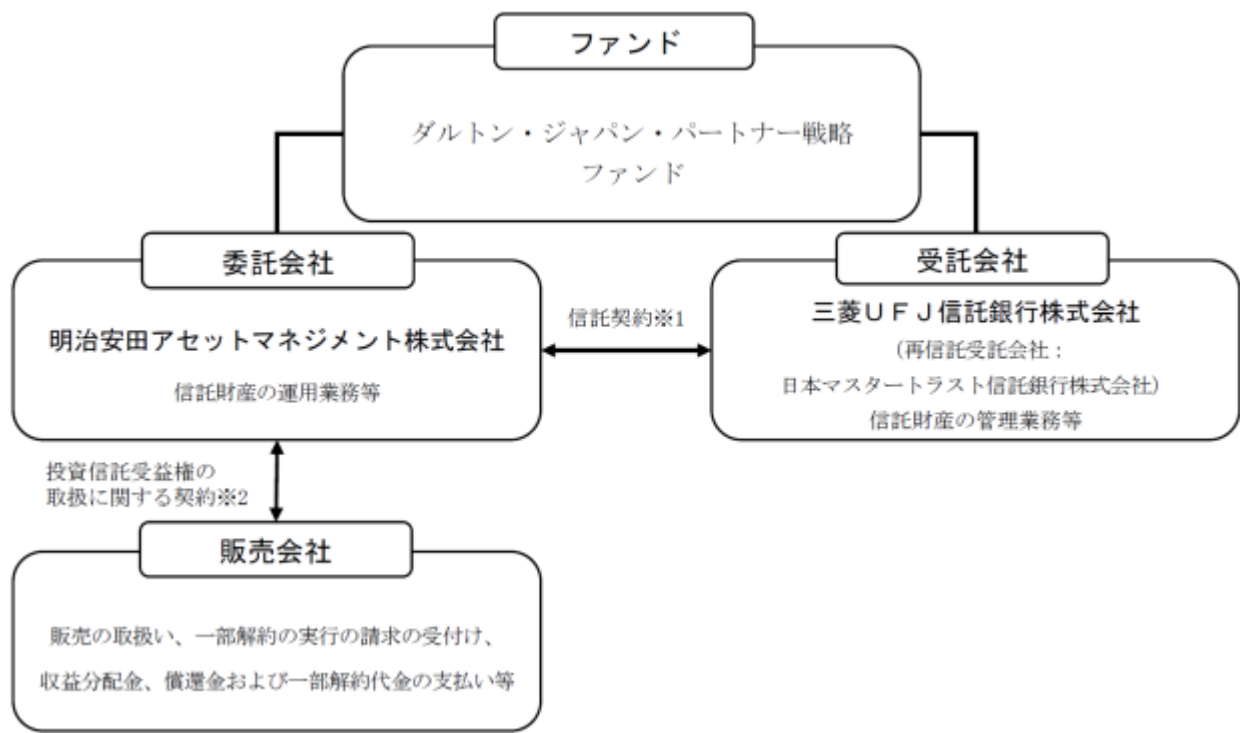 ファンド
ダルトン・ジャパン・パートナー戦略
ファンド
委託会社
明治安田アセットマネジメント株式会社
信託財産の運用業務等
信託契約※1
受託会社
三菱UFJ信託銀行株式会社
（再信託受託会社：
日本マスタートラスト信託銀行株式会社）
信託財産の管理業務等
投資信託受益権の
取扱に関する契約※2
販売会社
販売の取扱い、一部解約の実行の請求の受付け、
収益分配金、償還金および一部解約代金の支払い等